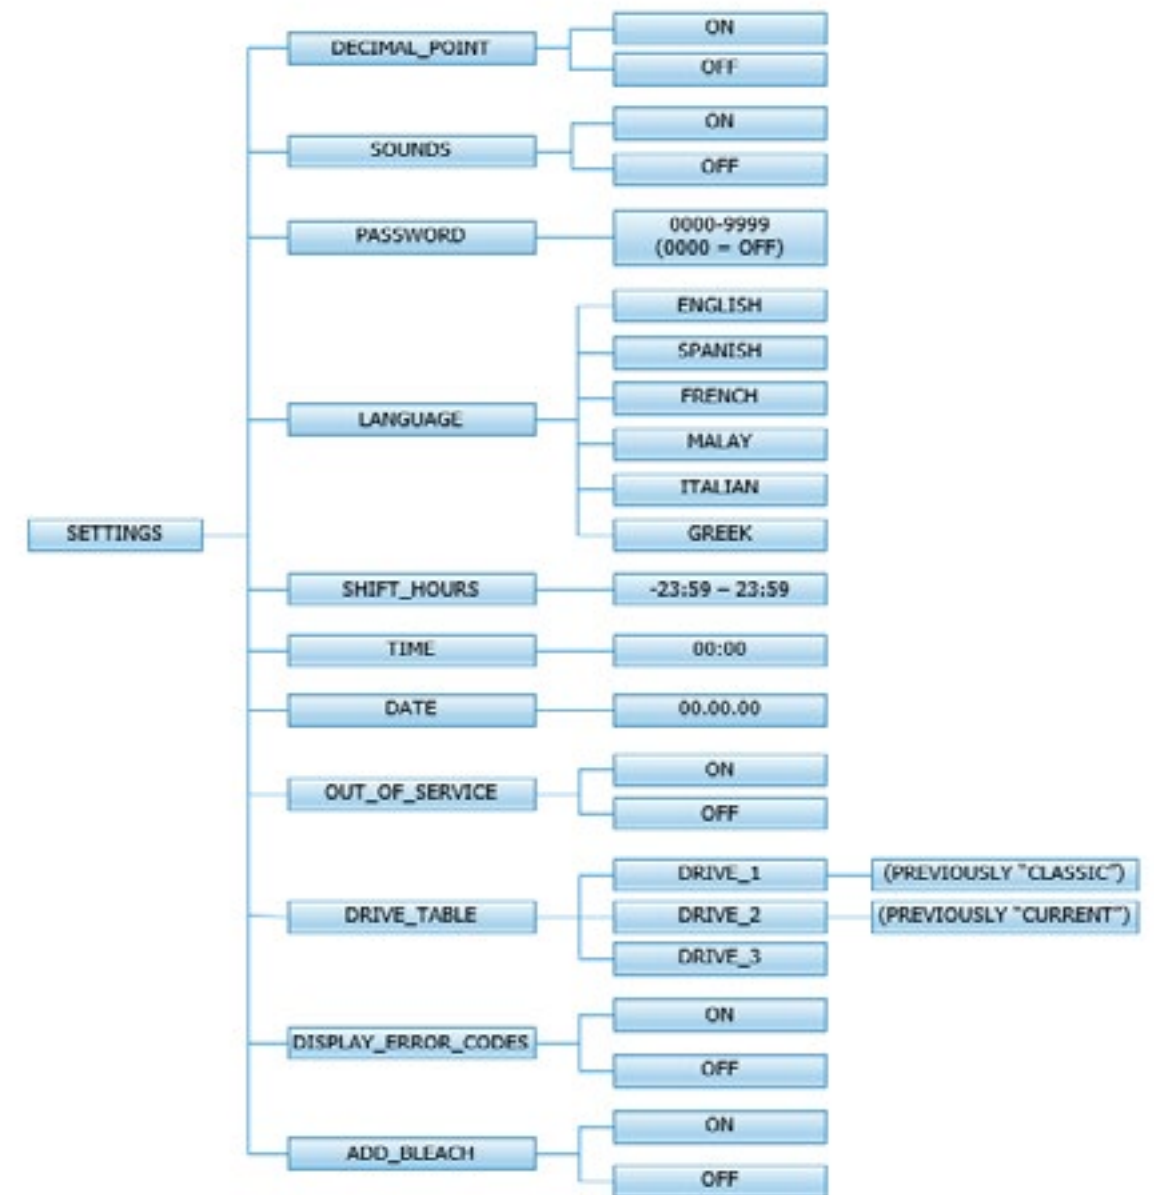 DECIMAL_POINT
ON
OFF
SOUNDS
ON
OFF
PASSWORD
0000-9999
(0000 = OFF)
LANGUAGE
ENGLISH
SPANISH
FRENCH
MALAY
ITALIAN
GREEK
SETTINGS
SHIFT_HOURS
-23:59 – 23:59
TIME
00:00
DATE
00.00.00
OUT_OF_SERVICE
ON
OFF
DRIVE_TABLE
DRIVE_1
(PREVIOUSLY "CLASSIC")
DRIVE_2
(PREVIOUSLY "CURRENT")
DRIVE_3
DISPLAY_ERROR_CODES
ON
OFF
ADD_BLEACH
ON
OFF